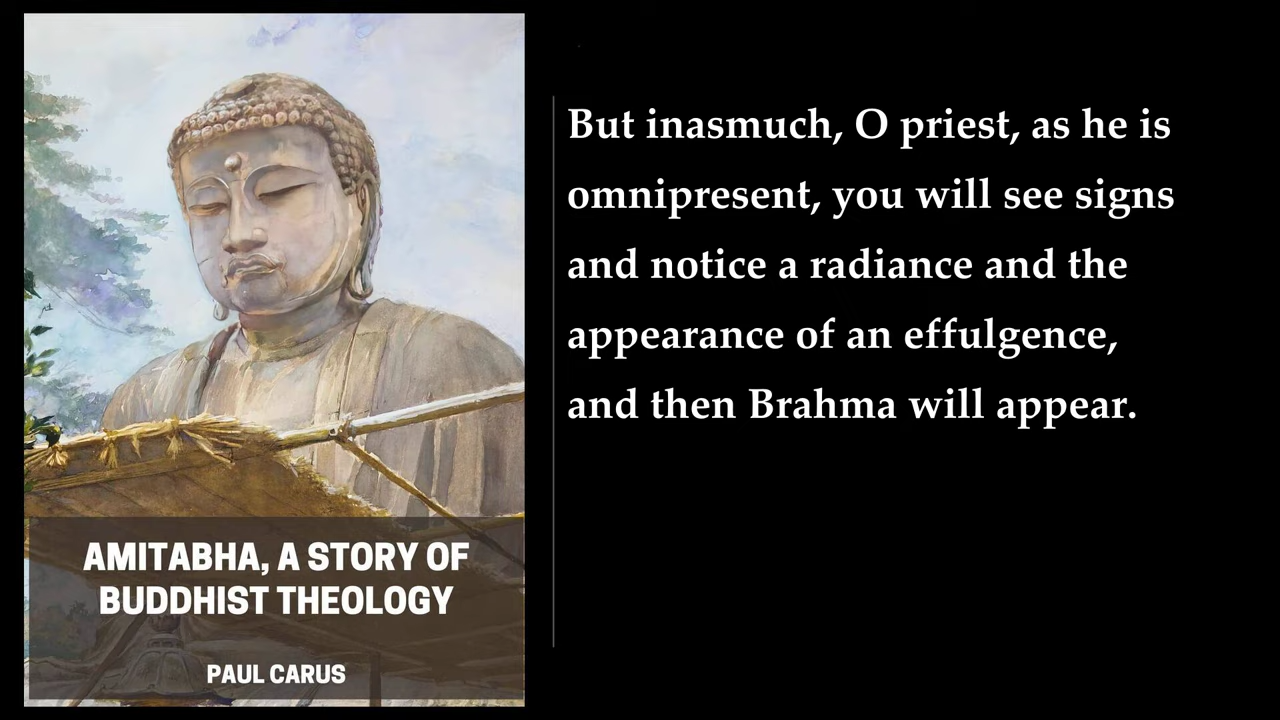 But inasmuch, O priest, as he is
omnipresent, you will see signs
and notice a radiance and the
appearance of an effulgence,
and then Brahma will appear.
AMITABHA, A STORY OF
BUDDHIST THEOLOGY
PAUL CARUS